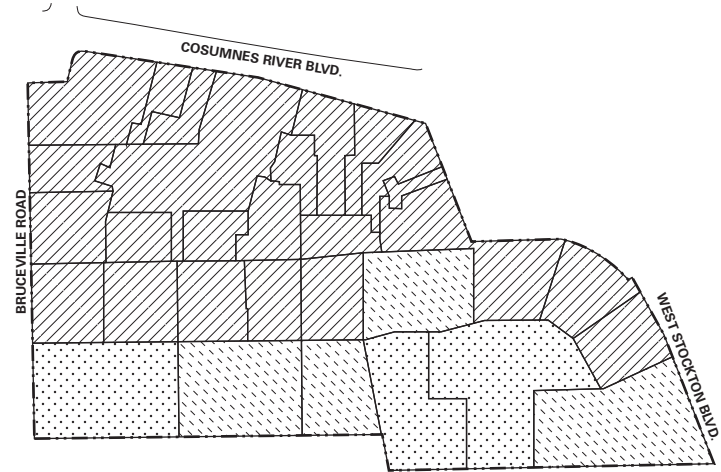 COSUMNES RIVER BLVD.
BRUCEVILLE ROAD
WEST STOCKTON BLVD.